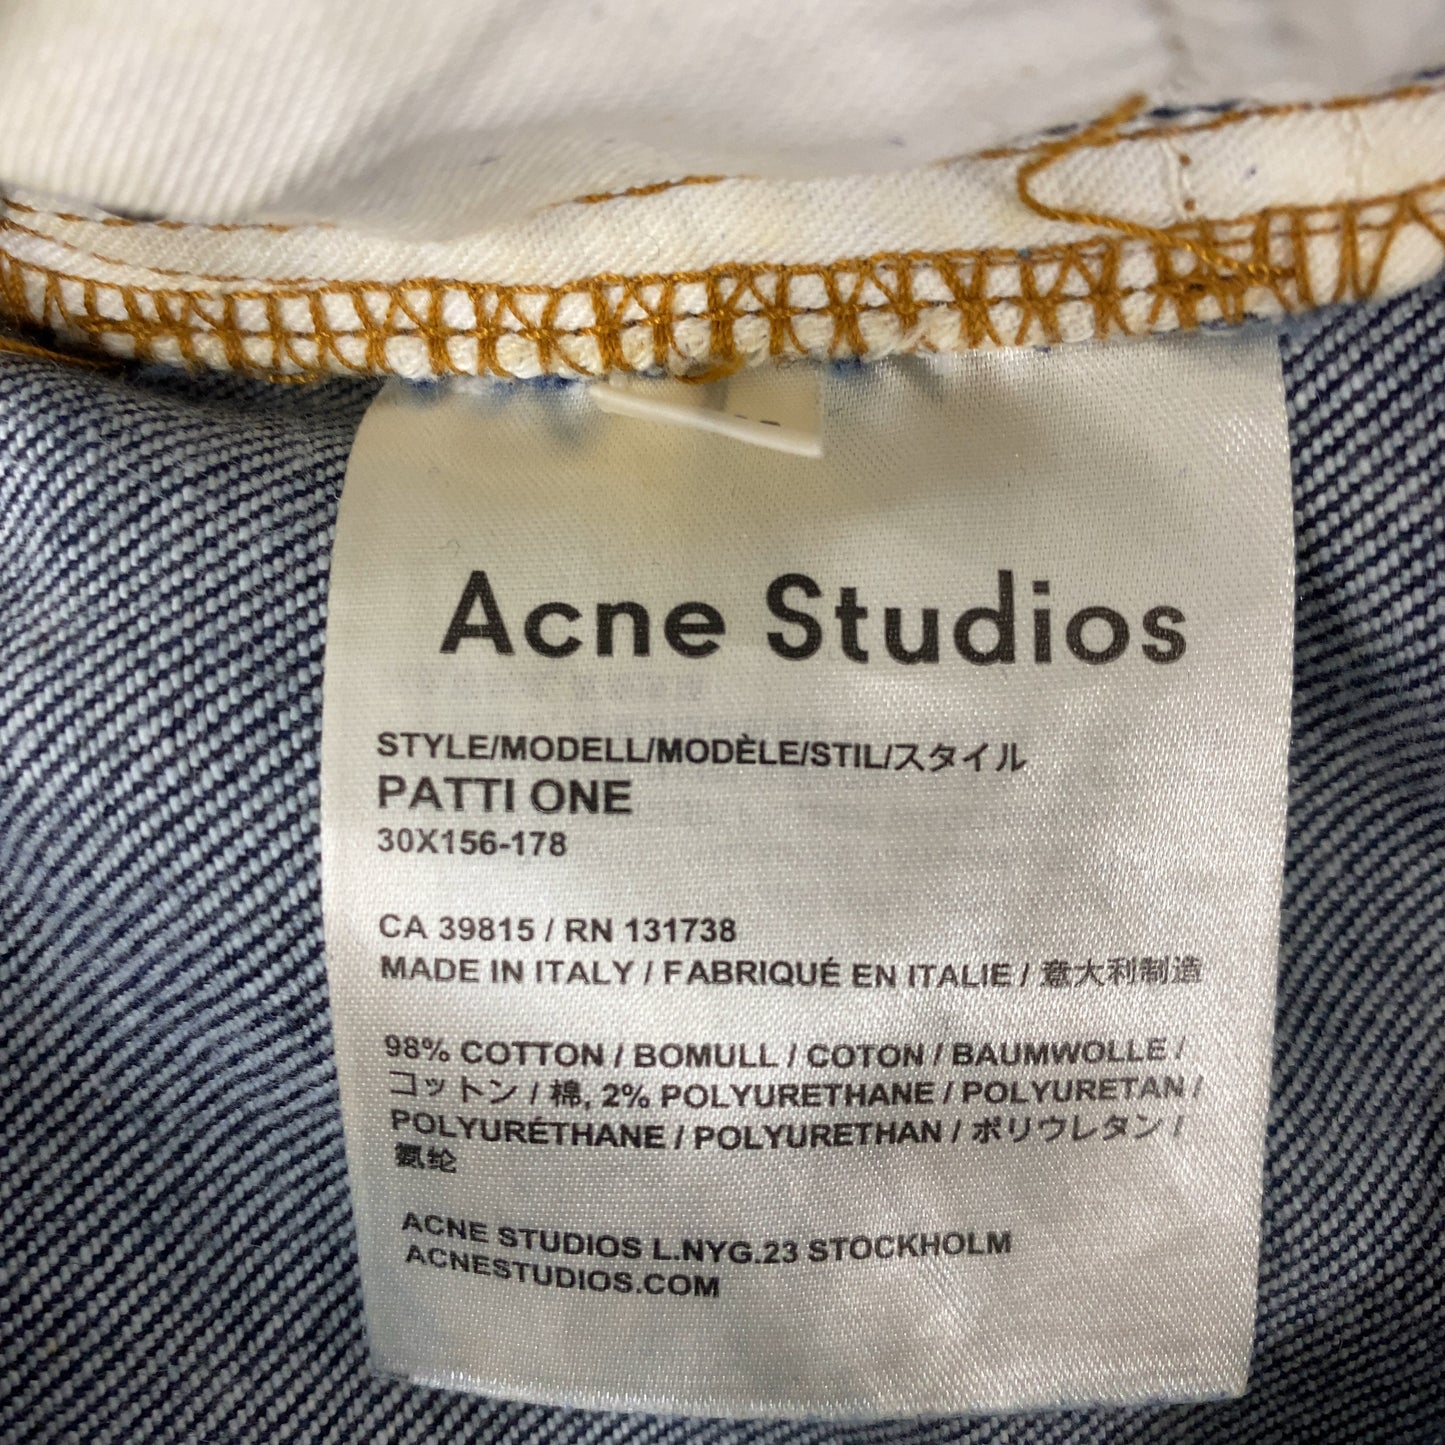 Acne Studios
STYLE/MODELL/MODÈLE/STIL/スタイル
PATTI ONE
30X156-178
CA 39815 / RN 131738
MADE IN ITALY / FABRIQUÉ EN ITALIE / 意大利制造
98% COTTON / BOMULL / COTON / BAUMWOLLE /
コットン / 棉, 2% POLYURETHANE / POLYURETAN /
POLYURÉTHANE / POLYURETHAN / ポリウレタン /
氨纶
ACNE STUDIOS L.NYG.23 STOCKHOLM
ACNESTUDIOS.COM